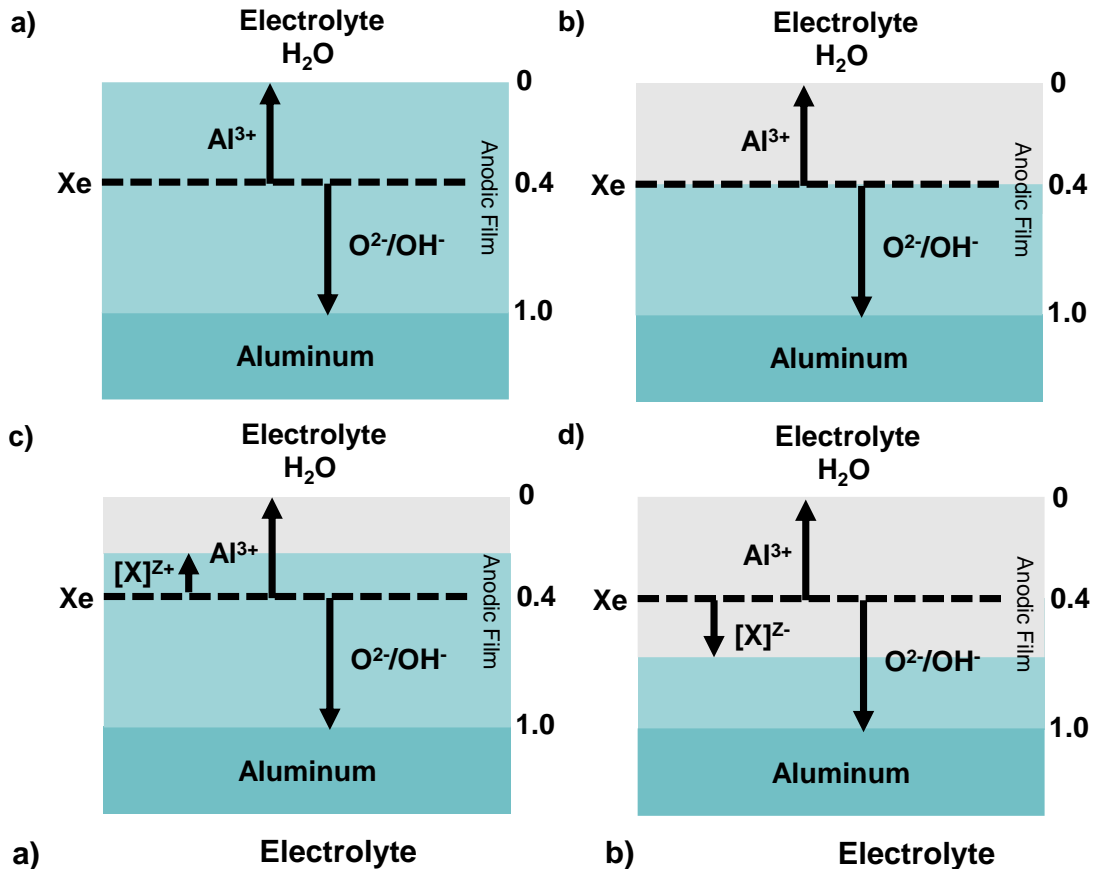 a)
Electrolyte
H₂O
0
Al³⁺
Xe
0.4
O²⁻/OH⁻
Anodic Film
1.0
Aluminum
b)
Electrolyte
H₂O
0
Al³⁺
0.4
O²⁻/OH⁻
Anodic Film
1.0
Aluminum
c)
Electrolyte
H₂O
0
[X]ᶻ⁺
Al³⁺
Xe
0.4
O²⁻/OH⁻
Anodic Film
1.0
Aluminum
d)
Electrolyte
H₂O
0
Al³⁺
Xe
0.4
[X]ᶻ⁻
O²⁻/OH⁻
Anodic Film
1.0
Aluminum
a)
Electrolyte
b)
Electrolyte